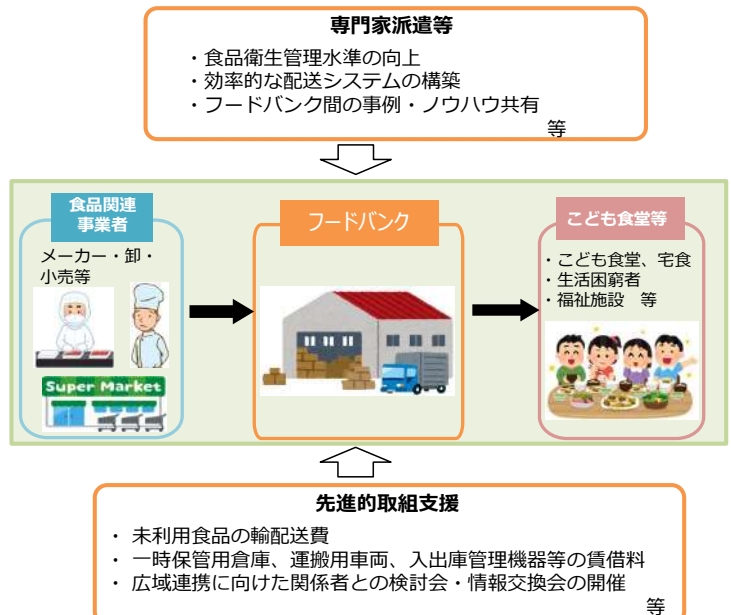 専門家派遣等
・食品衛生管理水準の向上
・効率的な配送システムの構築
・フードバンク間の事例・ノウハウ共有
等
食品関連
事業者
メーカー・卸・
小売等
Super Market
フードバンク
こども食堂等
・こども食堂、宅食
・生活困窮者
・福祉施設　等
先進的取組支援
・ 未利用食品の輸配送費
・ 一時保管用倉庫、運搬用車両、入出庫管理機器等の賃借料
・ 広域連携に向けた関係者との検討会・情報交換会の開催
等